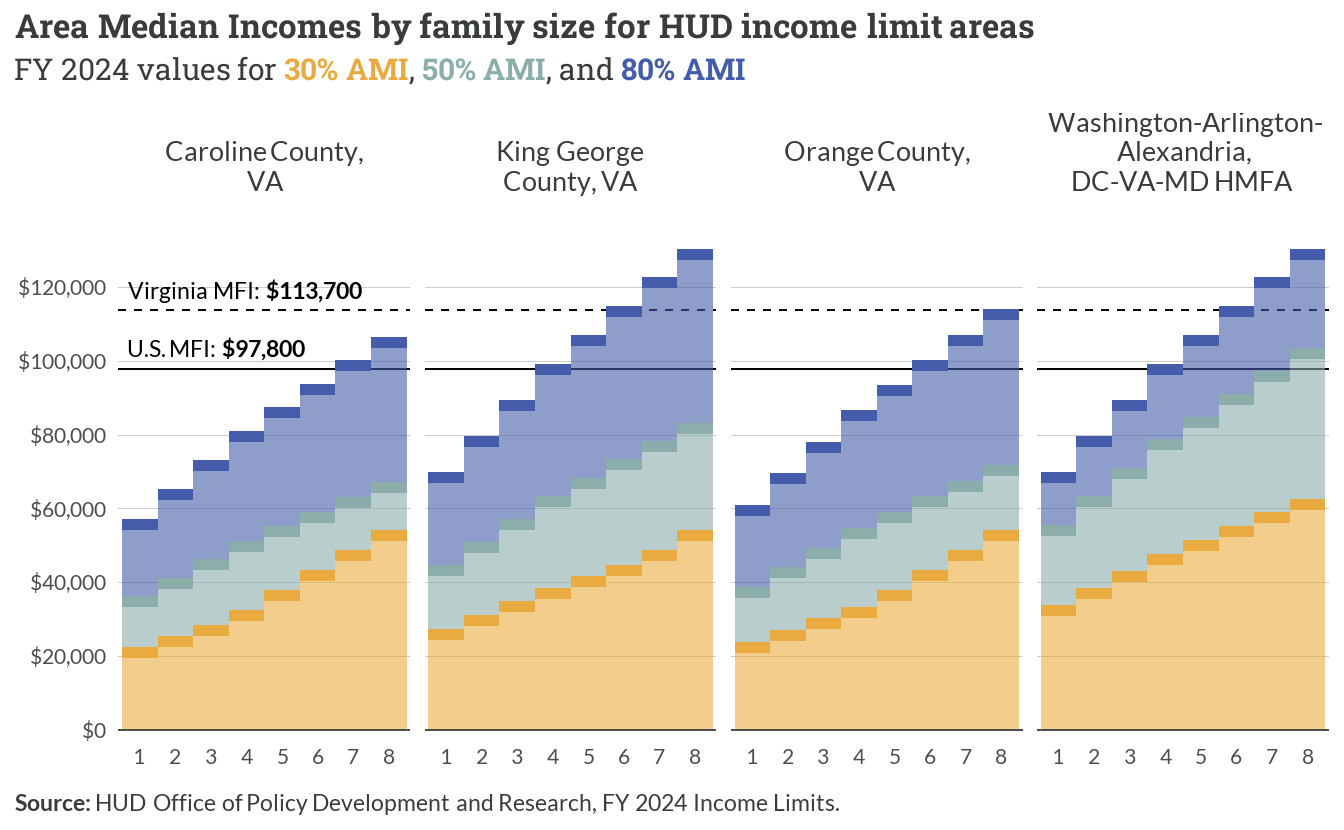 Area Median Incomes by family size for HUD income limit areas
FY 2024 values for 30% AMI, 50% AMI, and 80% AMI
Caroline County,
VA
King George
County, VA
Orange County,
VA
Washington-Arlington-
Alexandria,
DC-VA-MD HMFA
$120,000
$100,000
$80,000
$60,000
$40,000
$20,000
$0
Virginia MFI: $113,700
U.S. MFI: $97,800
1 2 3 4 5 6 7 8
1 2 3 4 5 6 7 8
1 2 3 4 5 6 7 8
1 2 3 4 5 6 7 8
Source: HUD Office of Policy Development and Research, FY 2024 Income Limits.